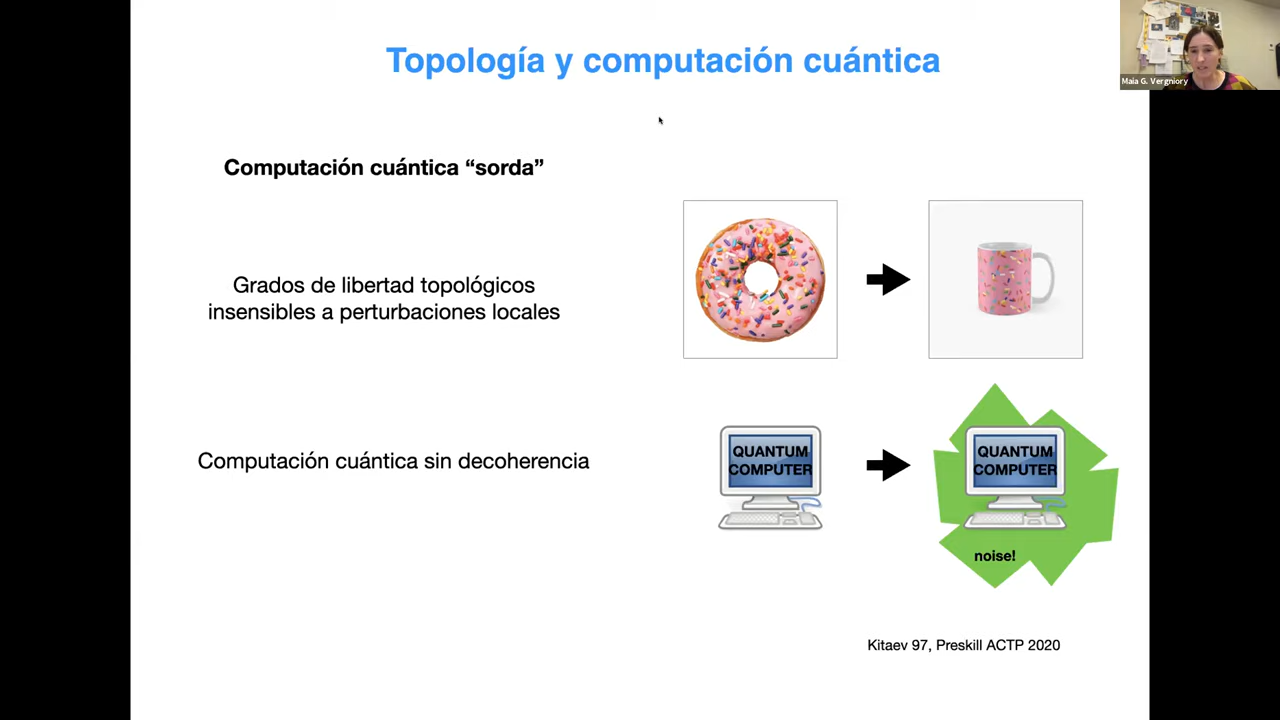 Topología y computación cuántica
Maia G. Vergniory
Computación cuántica “sorda”
Grados de libertad topológicos
insensibles a perturbaciones locales
Computación cuántica sin decoherencia
QUANTUM
COMPUTER
QUANTUM
COMPUTER
noise!
Kitaev 97, Preskill ACTP 2020